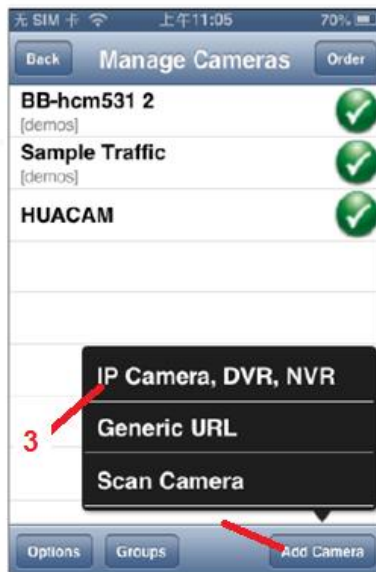 无 SIM 卡 上午11:05 70%
Back Manage Cameras Order
BB-hcm531 2
[demos]
Sample Traffic
[demos]
HUACAM
IP Camera, DVR, NVR
3
Generic URL
Scan Camera
Options Groups Add Camera